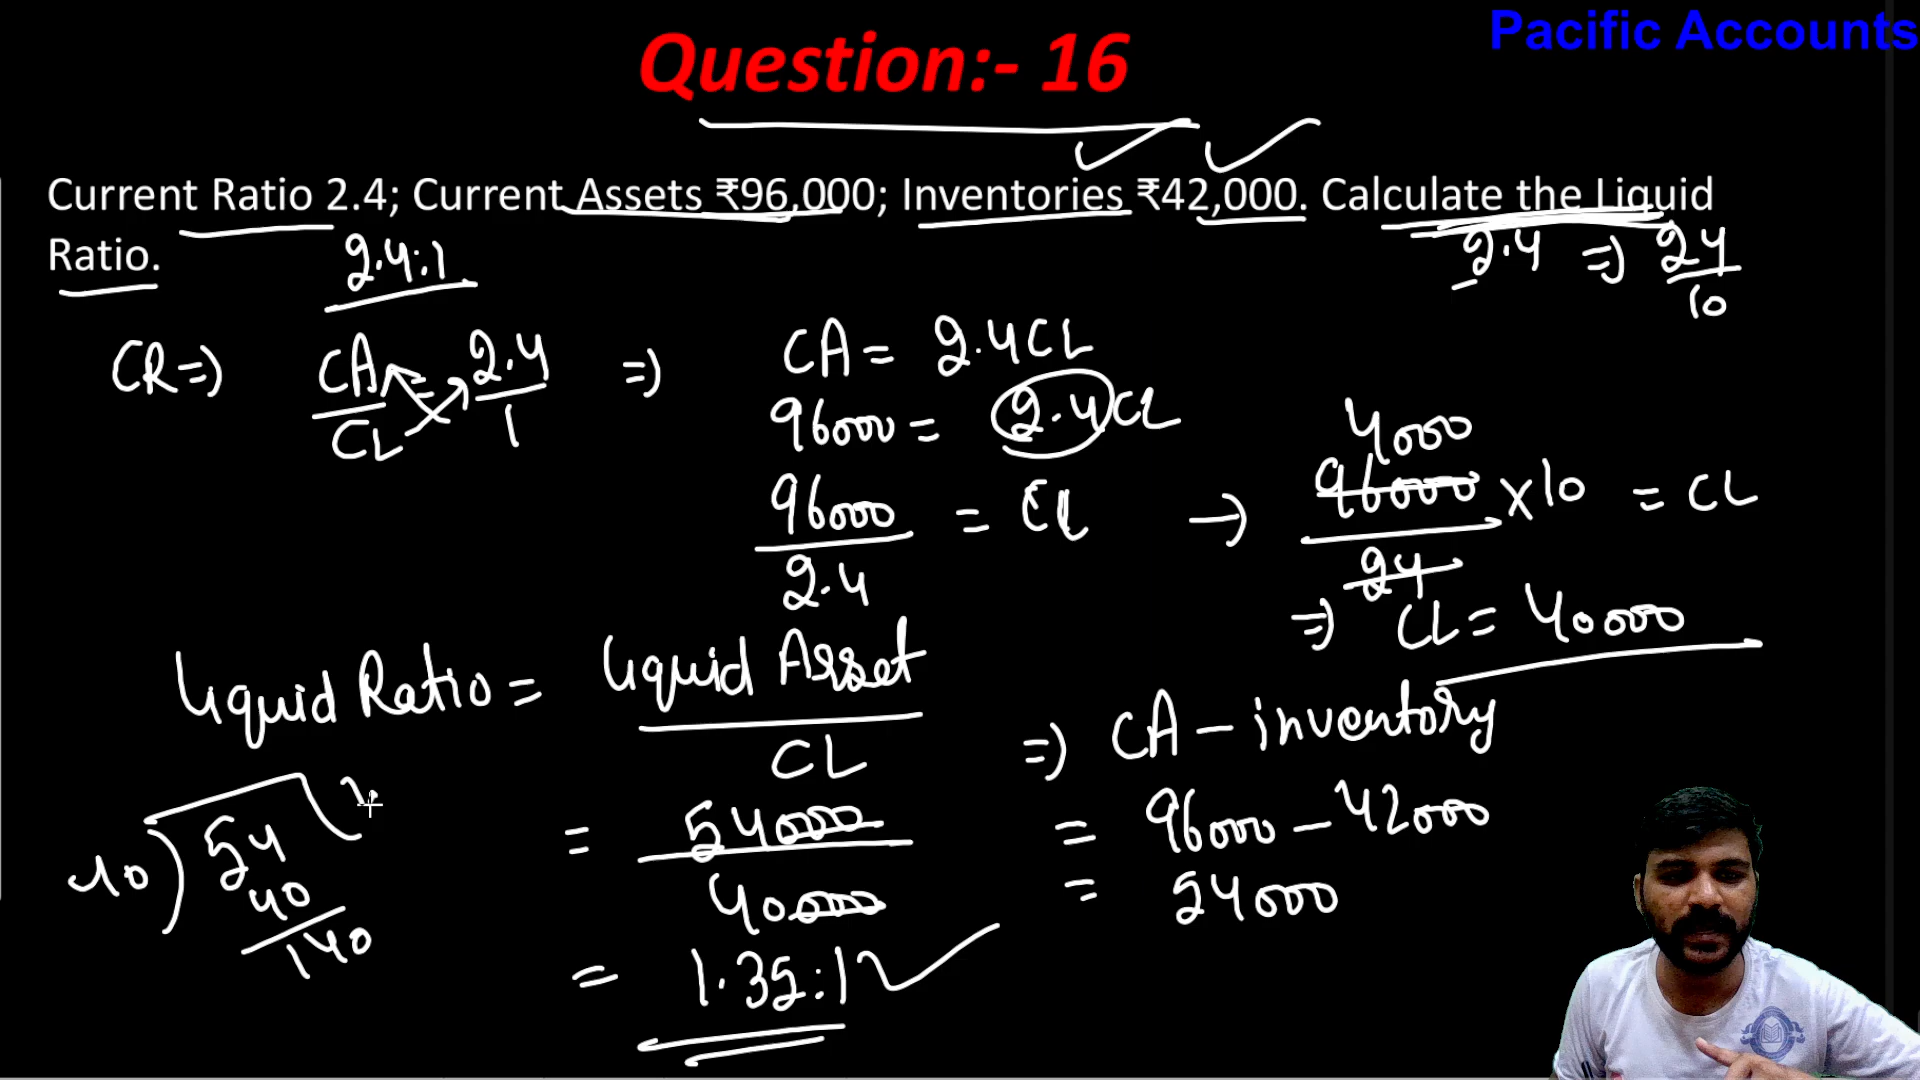 Pacific Accounts
Question:- 16
Current Ratio 2.4; Current Assets ₹96,000; Inventories ₹42,000. Calculate the Liquid
Ratio.
2.4:1
2.4 => 24/10
CR => CA/CL = 2.4/1 => CA = 2.4CL
96000 = 2.4CL
96000/2.4 = CL → 96000/24 ×10 = CL
4000
=> CL = 40000
Liquid Ratio = Liquid Asset/CL => CA - inventory
= 54000/40000 = 96000 - 42000
= 54000
= 1.35:1
40) 54 (1
40
140